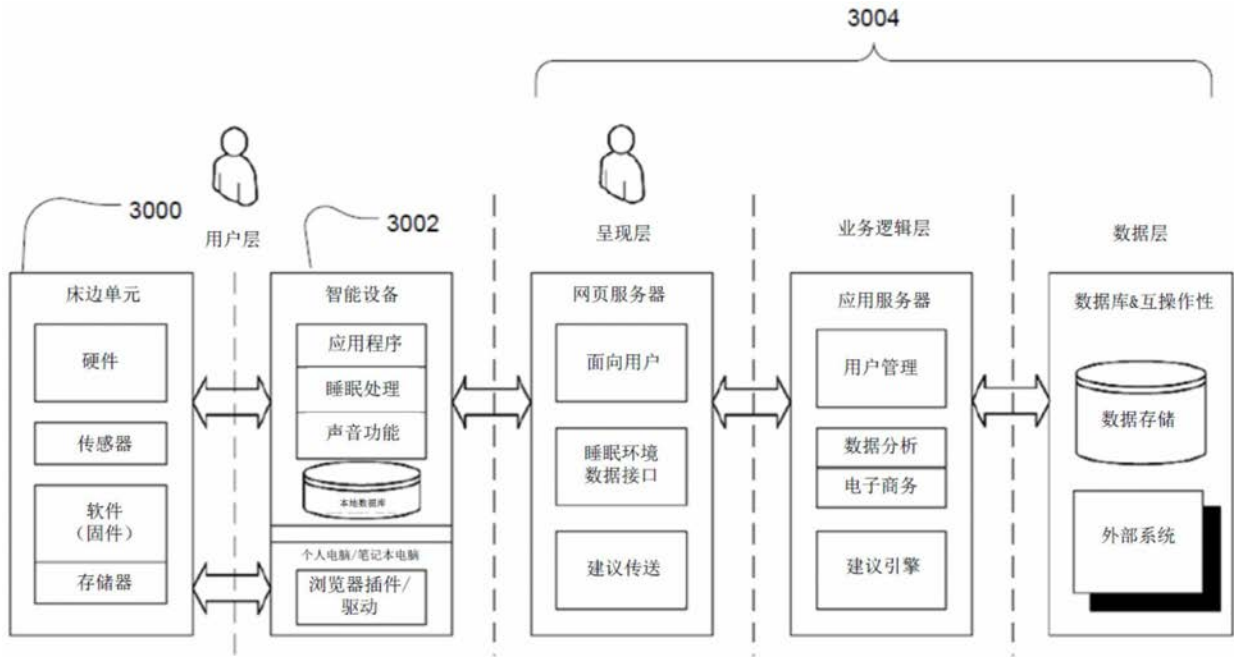 3004
3000
3002
用户层
呈现层
业务逻辑层
数据层
床边单元
硬件
传感器
软件
（固件）
存储器
智能设备
应用程序
睡眠处理
声音功能
本地数据库
个人电脑/笔记本电脑
浏览器插件/
驱动
网页服务器
面向用户
睡眠环境
数据接口
建议传送
应用服务器
用户管理
数据分析
电子商务
建议引擎
数据库&互操作性
数据存储
外部系统